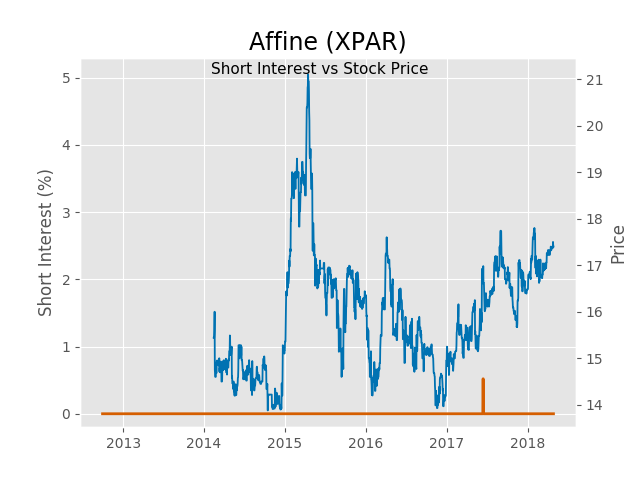 Affine (XPAR)
Short Interest vs Stock Price
Short Interest (%)
5
4
3
2
1
0
21
20
19
18
17
16
15
14
Price
2013 2014 2015 2016 2017 2018